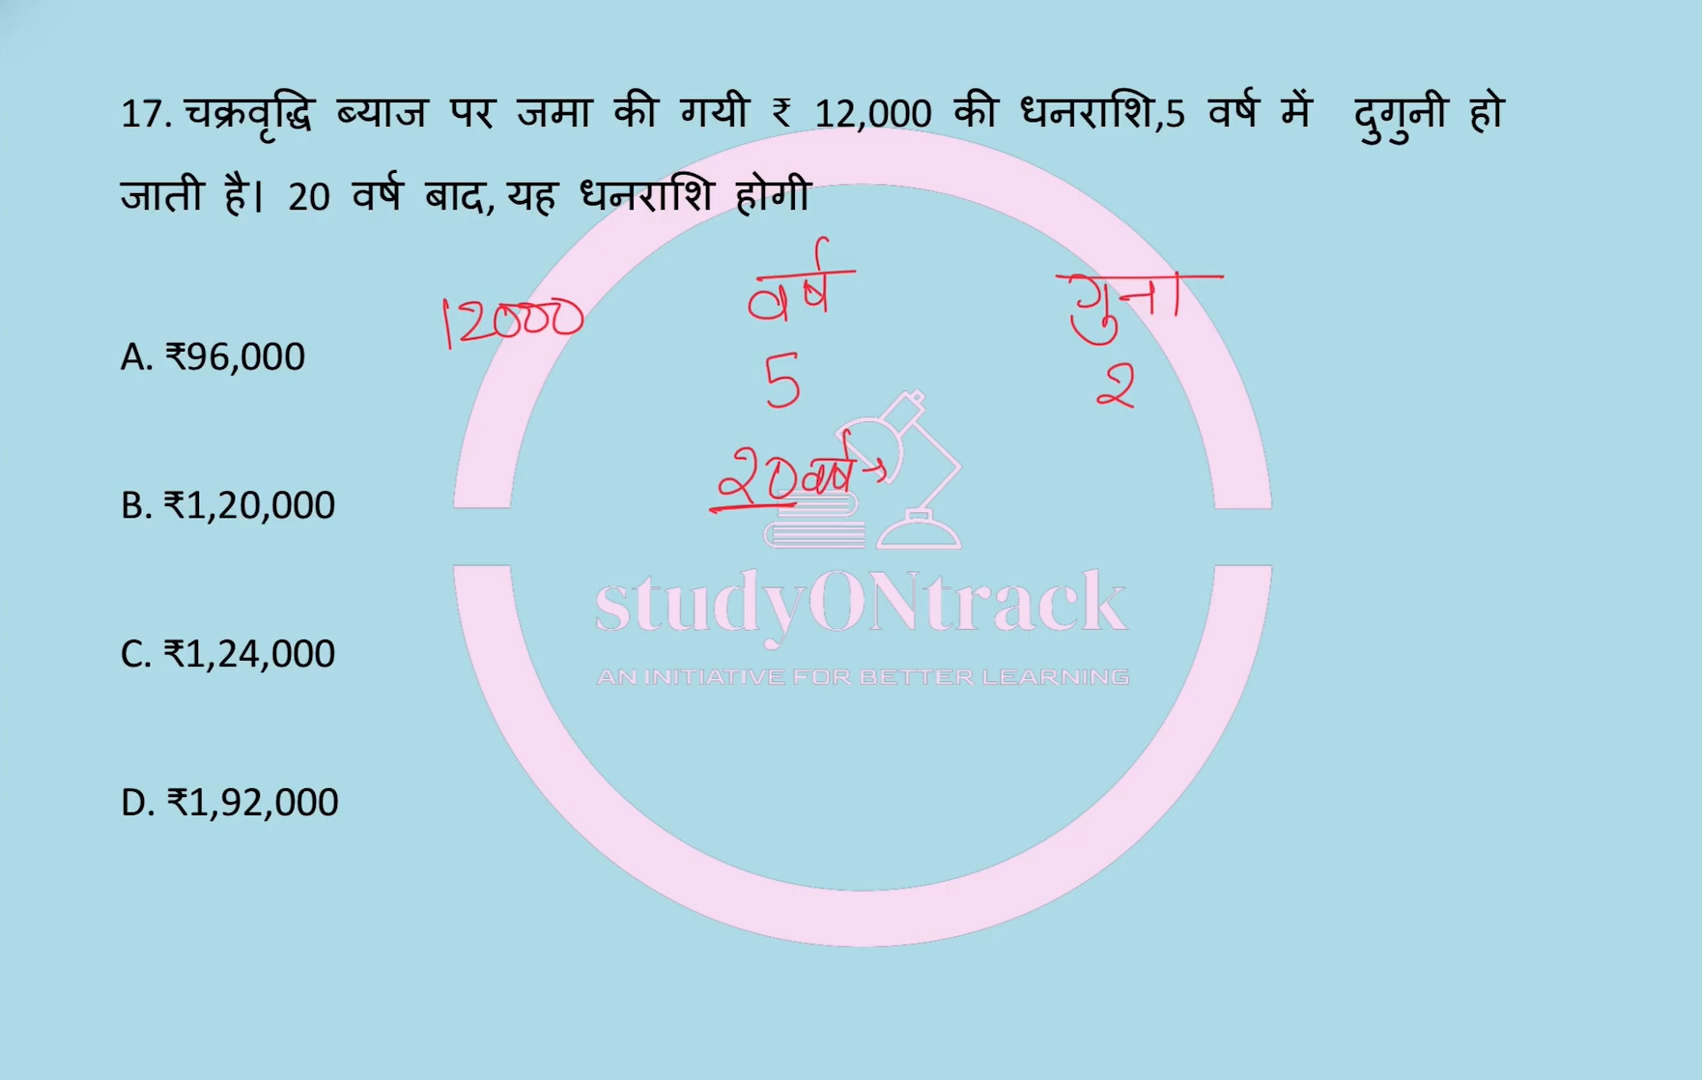 17. चक्रवृद्धि ब्याज पर जमा की गयी ₹ 12,000 की धनराशि,5 वर्ष में दुगुनी हो
जाती है। 20 वर्ष बाद, यह धनराशि होगी
12000 वर्ष गुना
A. ₹96,000
5 2
20 वर्ष →
B. ₹1,20,000
studyONtrack
C. ₹1,24,000
AN INITIATIVE FOR BETTER LEARNING
D. ₹1,92,000